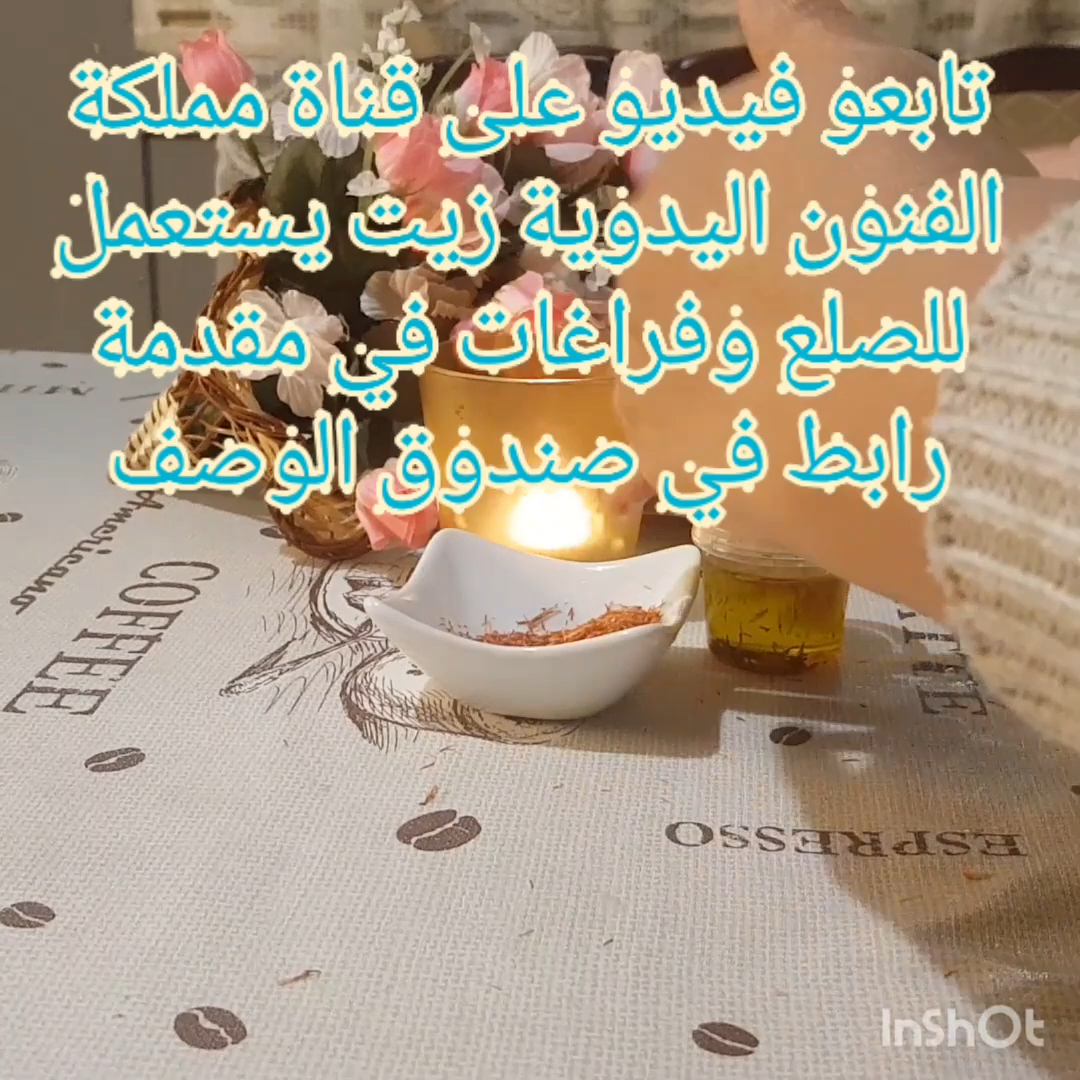 تابعو فيديو على قناة مملكة
الفنون اليدوية زيت يستعمل
للصلع وفراغات في مقدمة
رابط في صندوق الوصف
Americano
COFFEE
ESPRESSO
InShOt